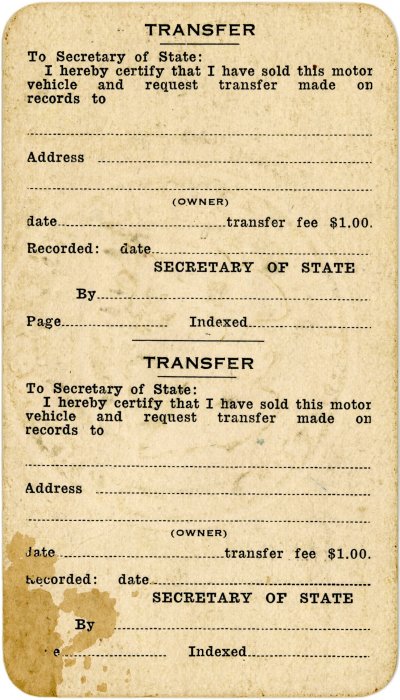 TRANSFER
To Secretary of State:
I hereby certify that I have sold this motor
vehicle and request transfer made on
records to
Address
(OWNER)
date transfer fee $1.00.
Recorded: date
SECRETARY OF STATE
By
Page Indexed
TRANSFER
To Secretary of State:
I hereby certify that I have sold this motor
vehicle and request transfer made on
records to
Address
(OWNER)
date transfer fee $1.00.
Recorded: date
SECRETARY OF STATE
By
e Indexed